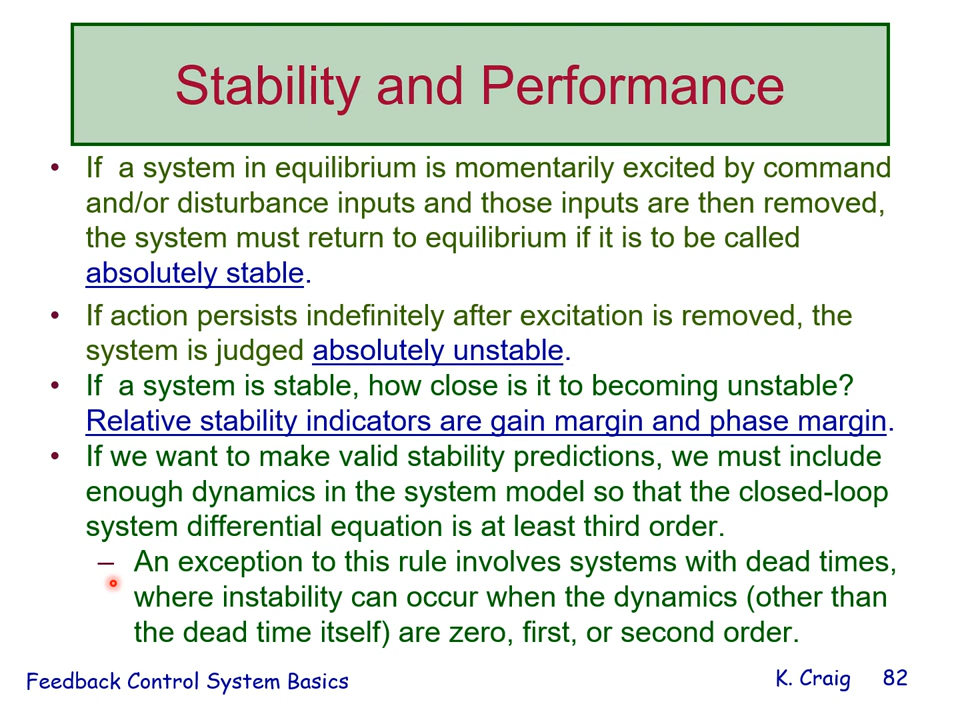 Stability and Performance
• If a system in equilibrium is momentarily excited by command
and/or disturbance inputs and those inputs are then removed,
the system must return to equilibrium if it is to be called
absolutely stable.
• If action persists indefinitely after excitation is removed, the
system is judged absolutely unstable.
• If a system is stable, how close is it to becoming unstable?
Relative stability indicators are gain margin and phase margin.
• If we want to make valid stability predictions, we must include
enough dynamics in the system model so that the closed-loop
system differential equation is at least third order.
– An exception to this rule involves systems with dead times,
where instability can occur when the dynamics (other than
the dead time itself) are zero, first, or second order.
Feedback Control System Basics
K. Craig 82